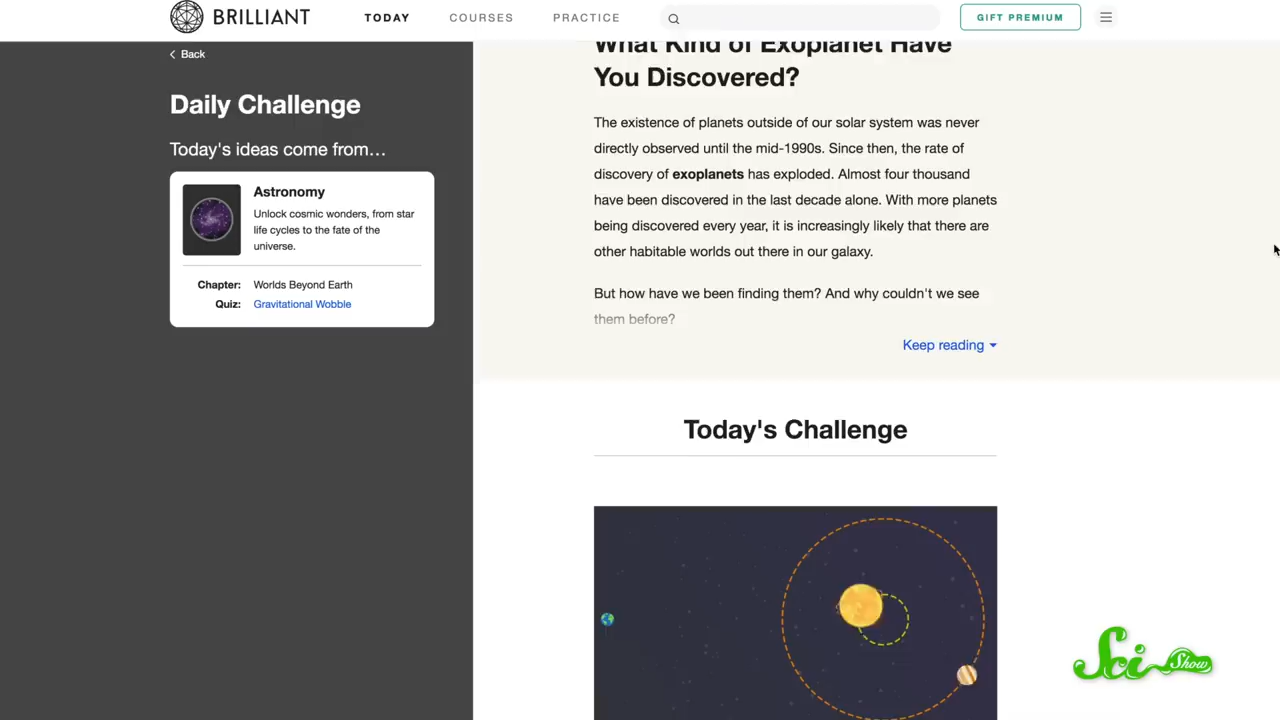 BRILLIANT
TODAY
COURSES
PRACTICE
GIFT PREMIUM
Back
Daily Challenge
Today's ideas come from...
Astronomy
Unlock cosmic wonders, from star
life cycles to the fate of the
universe.
Chapter: Worlds Beyond Earth
Quiz: Gravitational Wobble
What Kind of Exoplanet Have
You Discovered?
The existence of planets outside of our solar system was never
directly observed until the mid-1990s. Since then, the rate of
discovery of exoplanets has exploded. Almost four thousand
have been discovered in the last decade alone. With more planets
being discovered every year, it is increasingly likely that there are
other habitable worlds out there in our galaxy.
But how have we been finding them? And why couldn't we see
them before?
Keep reading
Today's Challenge
Sci Show